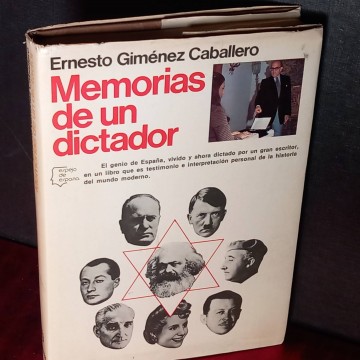 Ernesto Giménez Caballero
Memorias
de un
dictador
espejo
de
españa
El genio de España, vivido y ahora dictado por un gran escritor,
en un libro que es testimonio e interpretación personal de la historia
del mundo moderno.